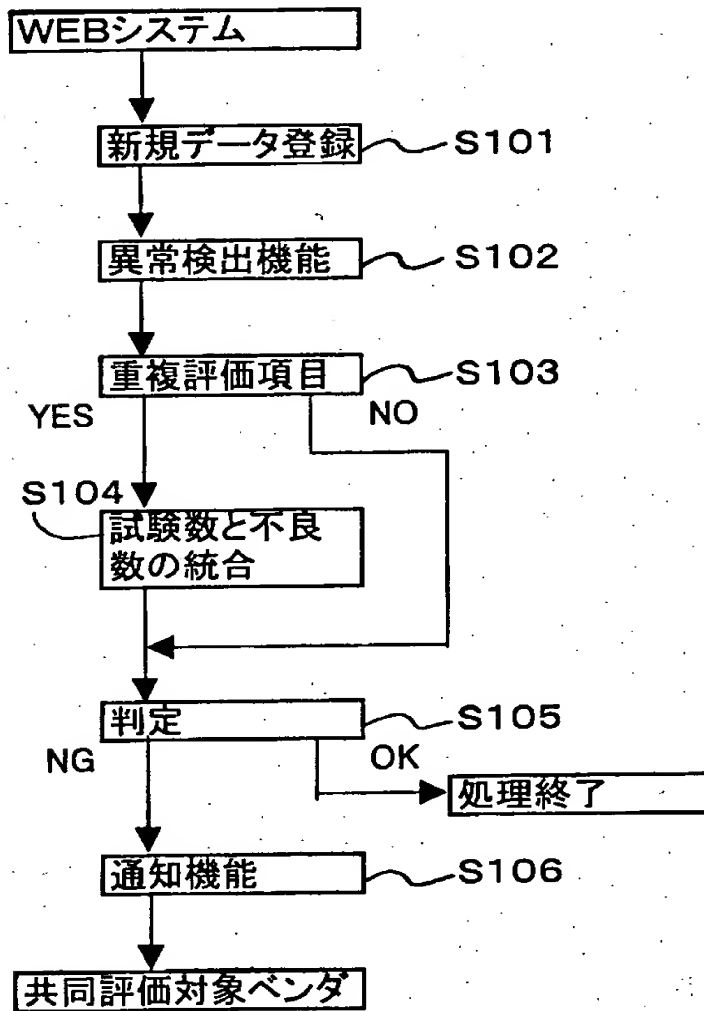 WEBシステム
新規データ登録 S101
異常検出機能 S102
重複評価項目 S103
YES NO
S104
試験数と不良
数の統合
判定 S105
NG OK
処理終了
通知機能 S106
共同評価対象ベンダ